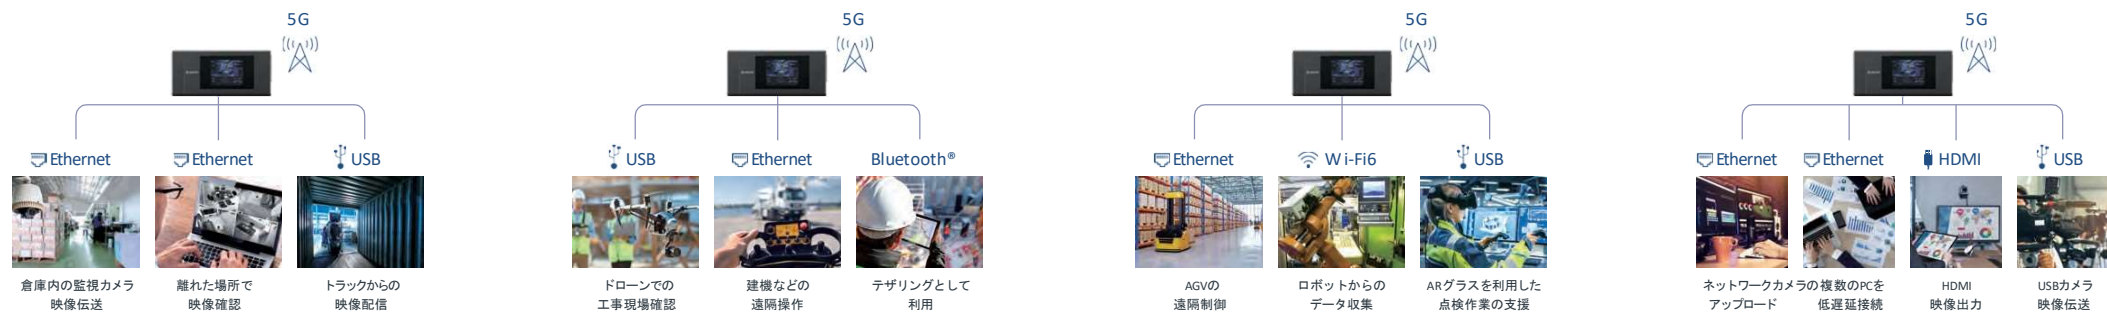 5G
Ethernet
Ethernet
USB
倉庫内の監視カメラ
映像伝送
離れた場所で
映像確認
トラックからの
映像配信
5G
USB
Ethernet
Bluetooth®
ドローンでの
工事現場確認
建機などの
遠隔操作
テザリングとして
利用
5G
Ethernet
Wi-Fi6
USB
AGVの
遠隔制御
ロボットからの
データ収集
ARグラスを利用した
点検作業の支援
5G
Ethernet
Ethernet
HDMI
USB
ネットワークカメラの
アップロード
複数のPCを
低遅延接続
HDMI
映像出力
USBカメラ
映像伝送